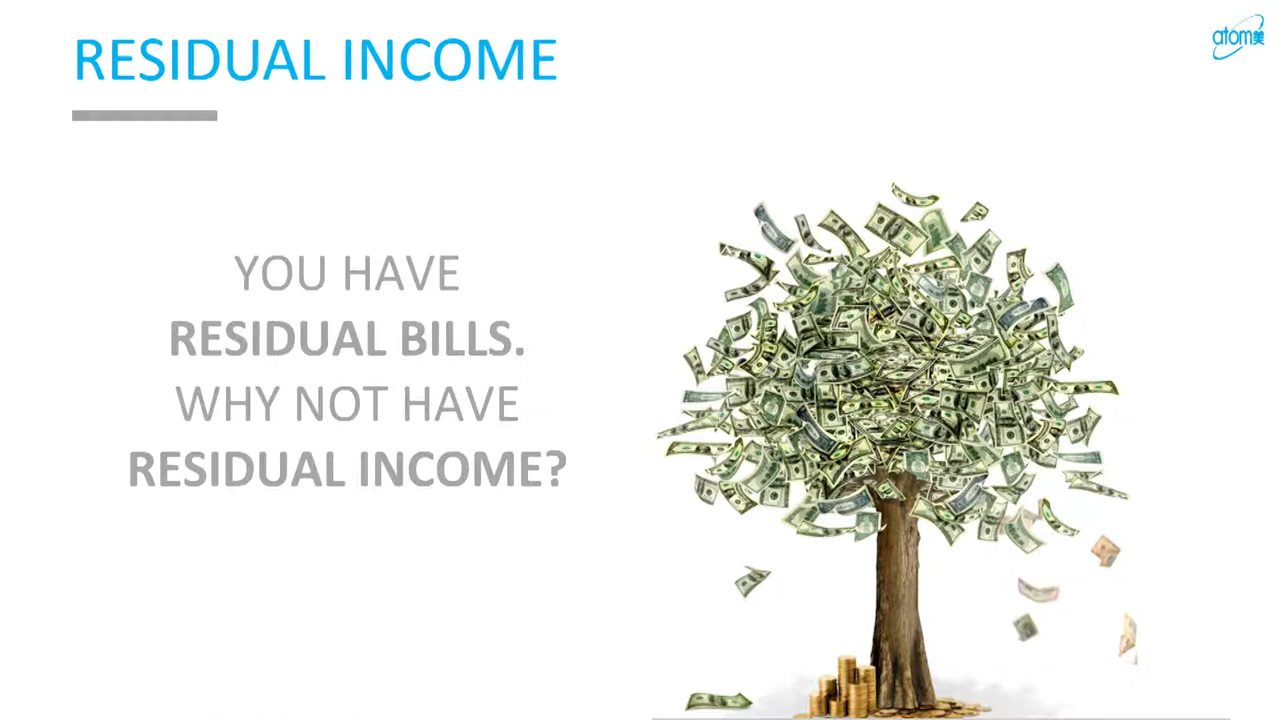 RESIDUAL INCOME
atom美
YOU HAVE
RESIDUAL BILLS.
WHY NOT HAVE
RESIDUAL INCOME?